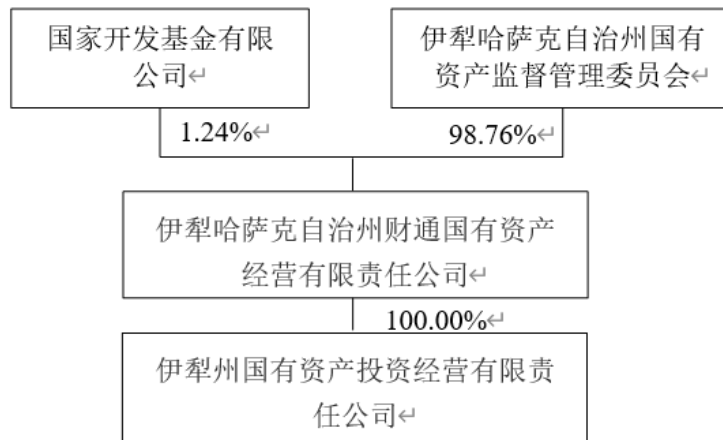 国家开发基金有限
公司↵
伊犁哈萨克自治州国有
资产监督管理委员会↵
1.24%↵
98.76%↵
伊犁哈萨克自治州财通国有资产
经营有限责任公司↵
100.00%↵
伊犁州国有资产投资经营有限责
任公司↵